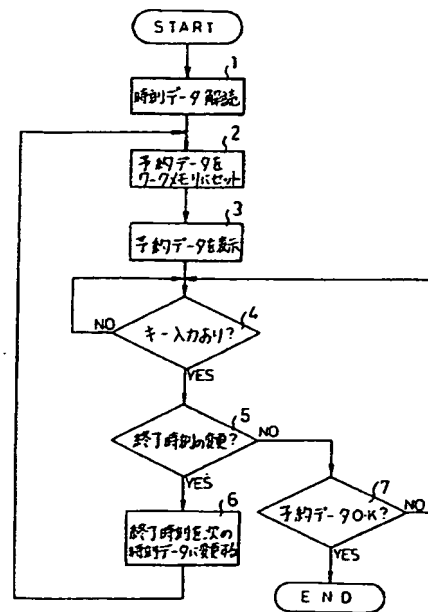 START
1
時刻データ解読
2
予約データを
ワークメモリにセット
3
予約データを表示
4
キー入力あり?
NO
YES
5
終了時刻の変更?
NO
YES
6
終了時刻を、次の
時刻データに変更
7
予約データO・K?
NO
YES
END